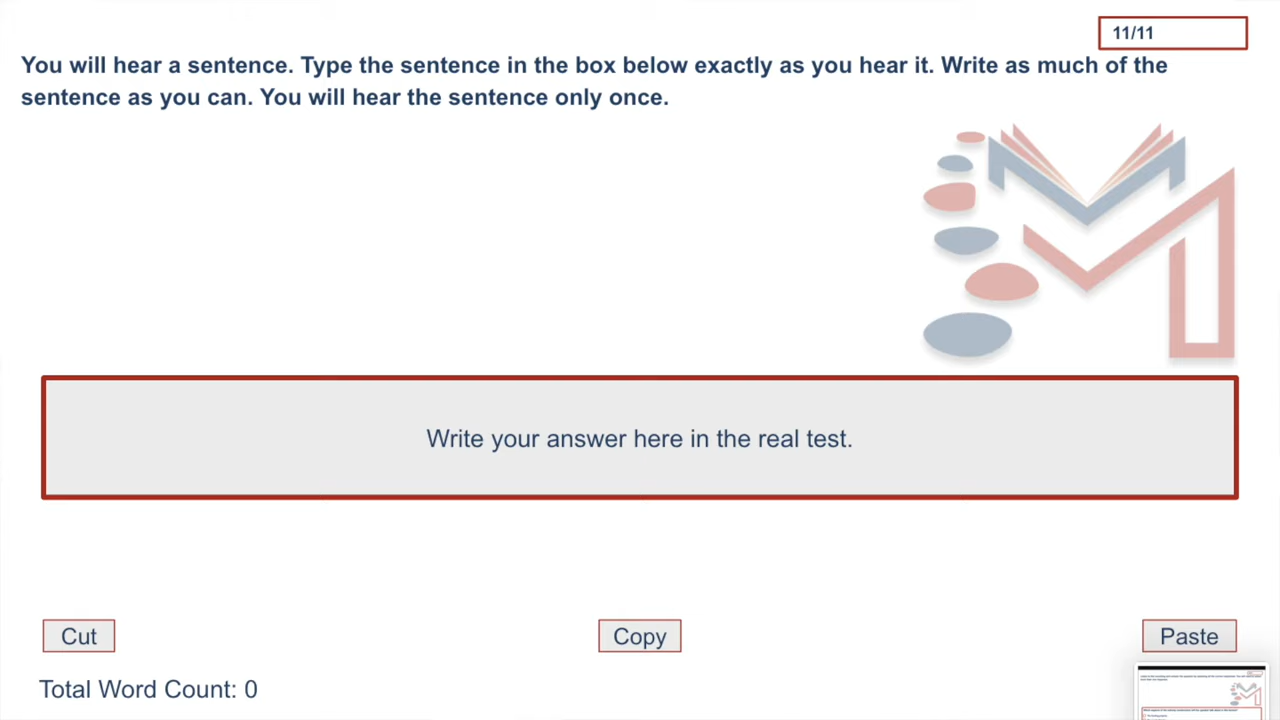 11/11
You will hear a sentence. Type the sentence in the box below exactly as you hear it. Write as much of the
sentence as you can. You will hear the sentence only once.
Write your answer here in the real test.
Cut
Copy
Paste
Total Word Count: 0